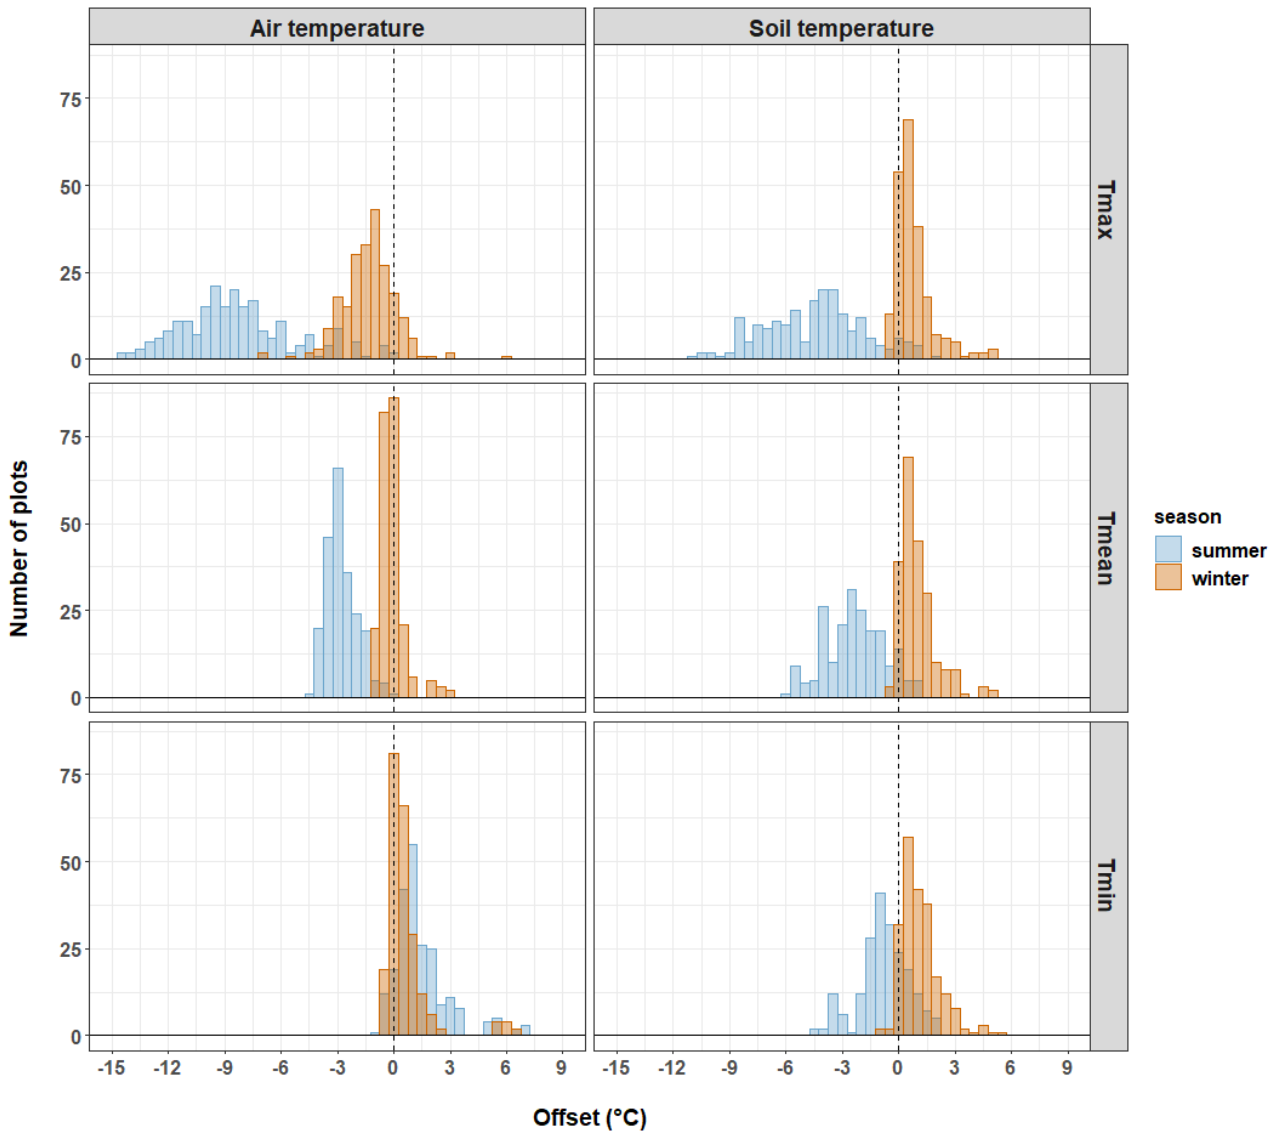 Air temperature
Soil temperature
75
50
25
0
Tmax
75
50
25
0
Tmean
75
50
25
0
Tmin
-15 -12 -9 -6 -3 0 3 6 9
-15 -12 -9 -6 -3 0 3 6 9
Number of plots
Offset (°C)
season
summer
winter